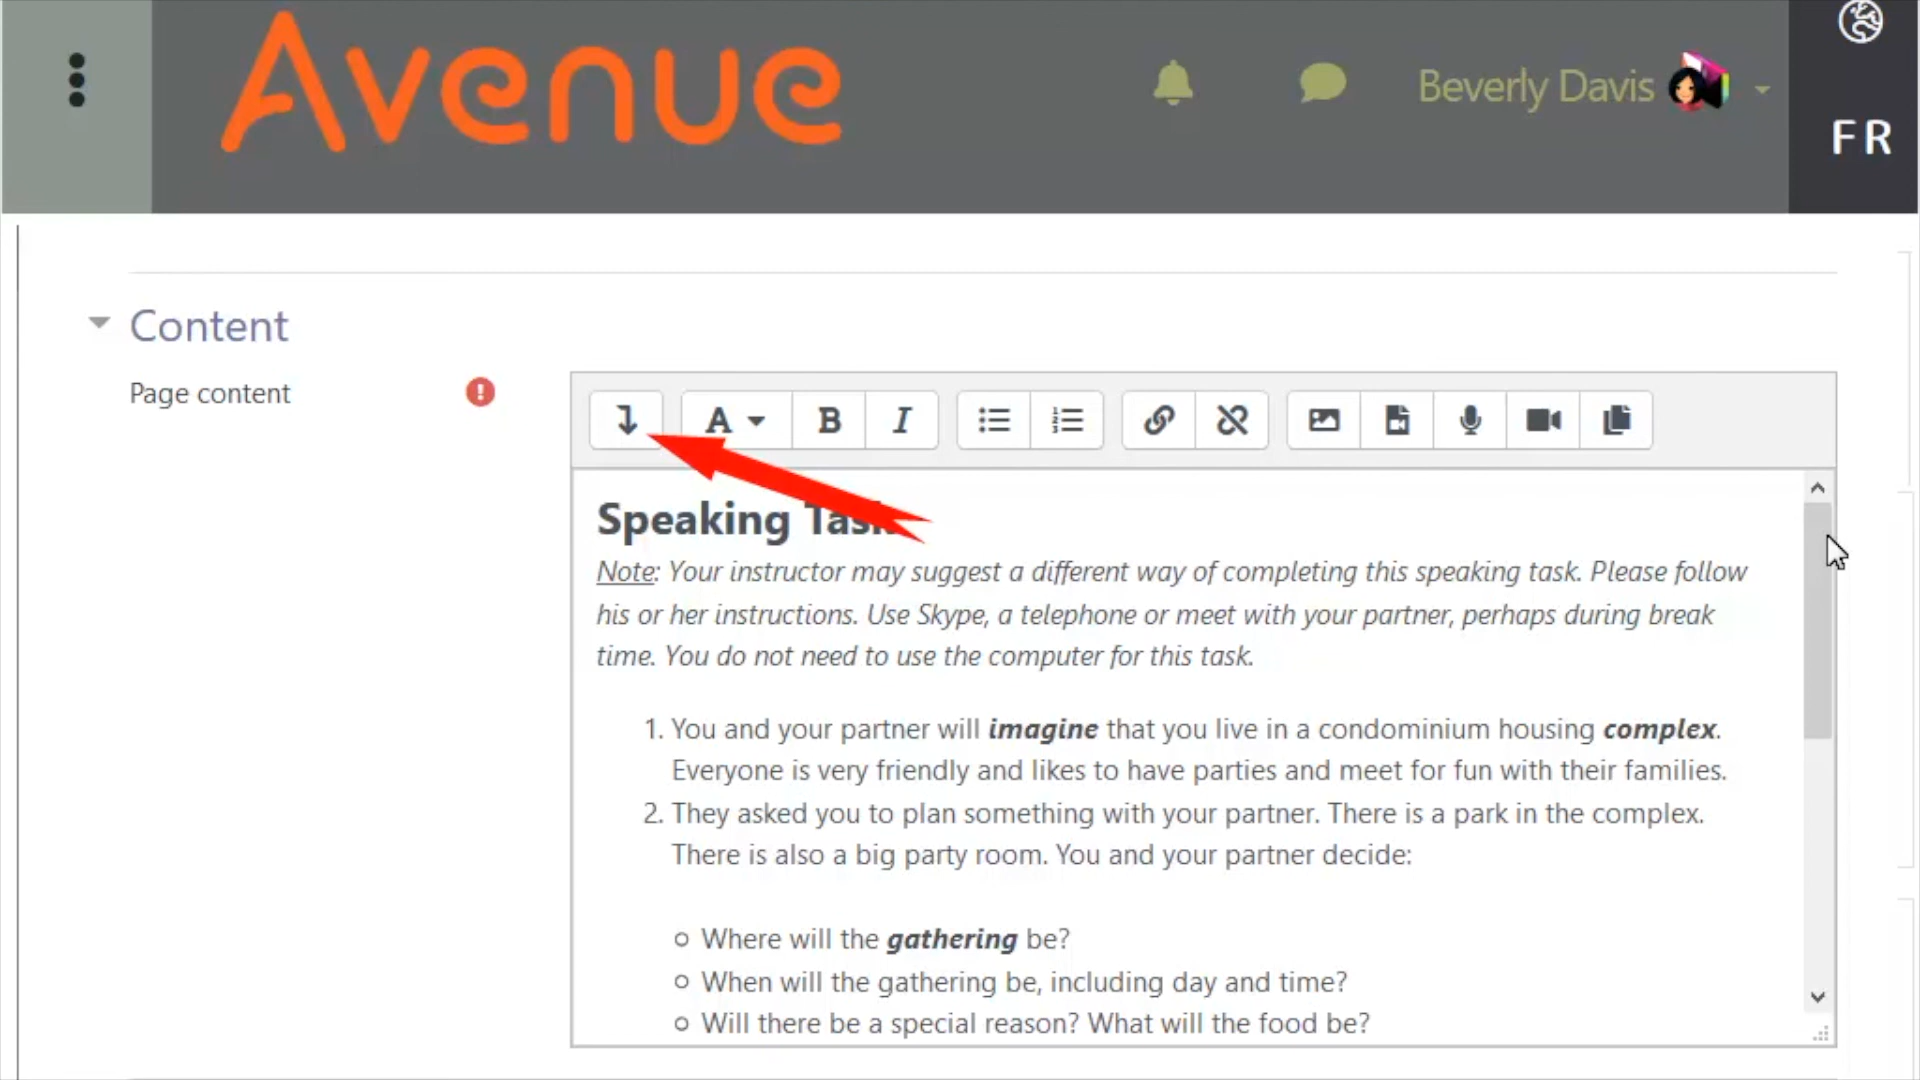 Avenue
Beverly Davis
FR
Content
Page content
A B I
Speaking Task
Note: Your instructor may suggest a different way of completing this speaking task. Please follow
his or her instructions. Use Skype, a telephone or meet with your partner, perhaps during break
time. You do not need to use the computer for this task.
1. You and your partner will imagine that you live in a condominium housing complex.
Everyone is very friendly and likes to have parties and meet for fun with their families.
2. They asked you to plan something with your partner. There is a park in the complex.
There is also a big party room. You and your partner decide:
Where will the gathering be?
When will the gathering be, including day and time?
Will there be a special reason? What will the food be?